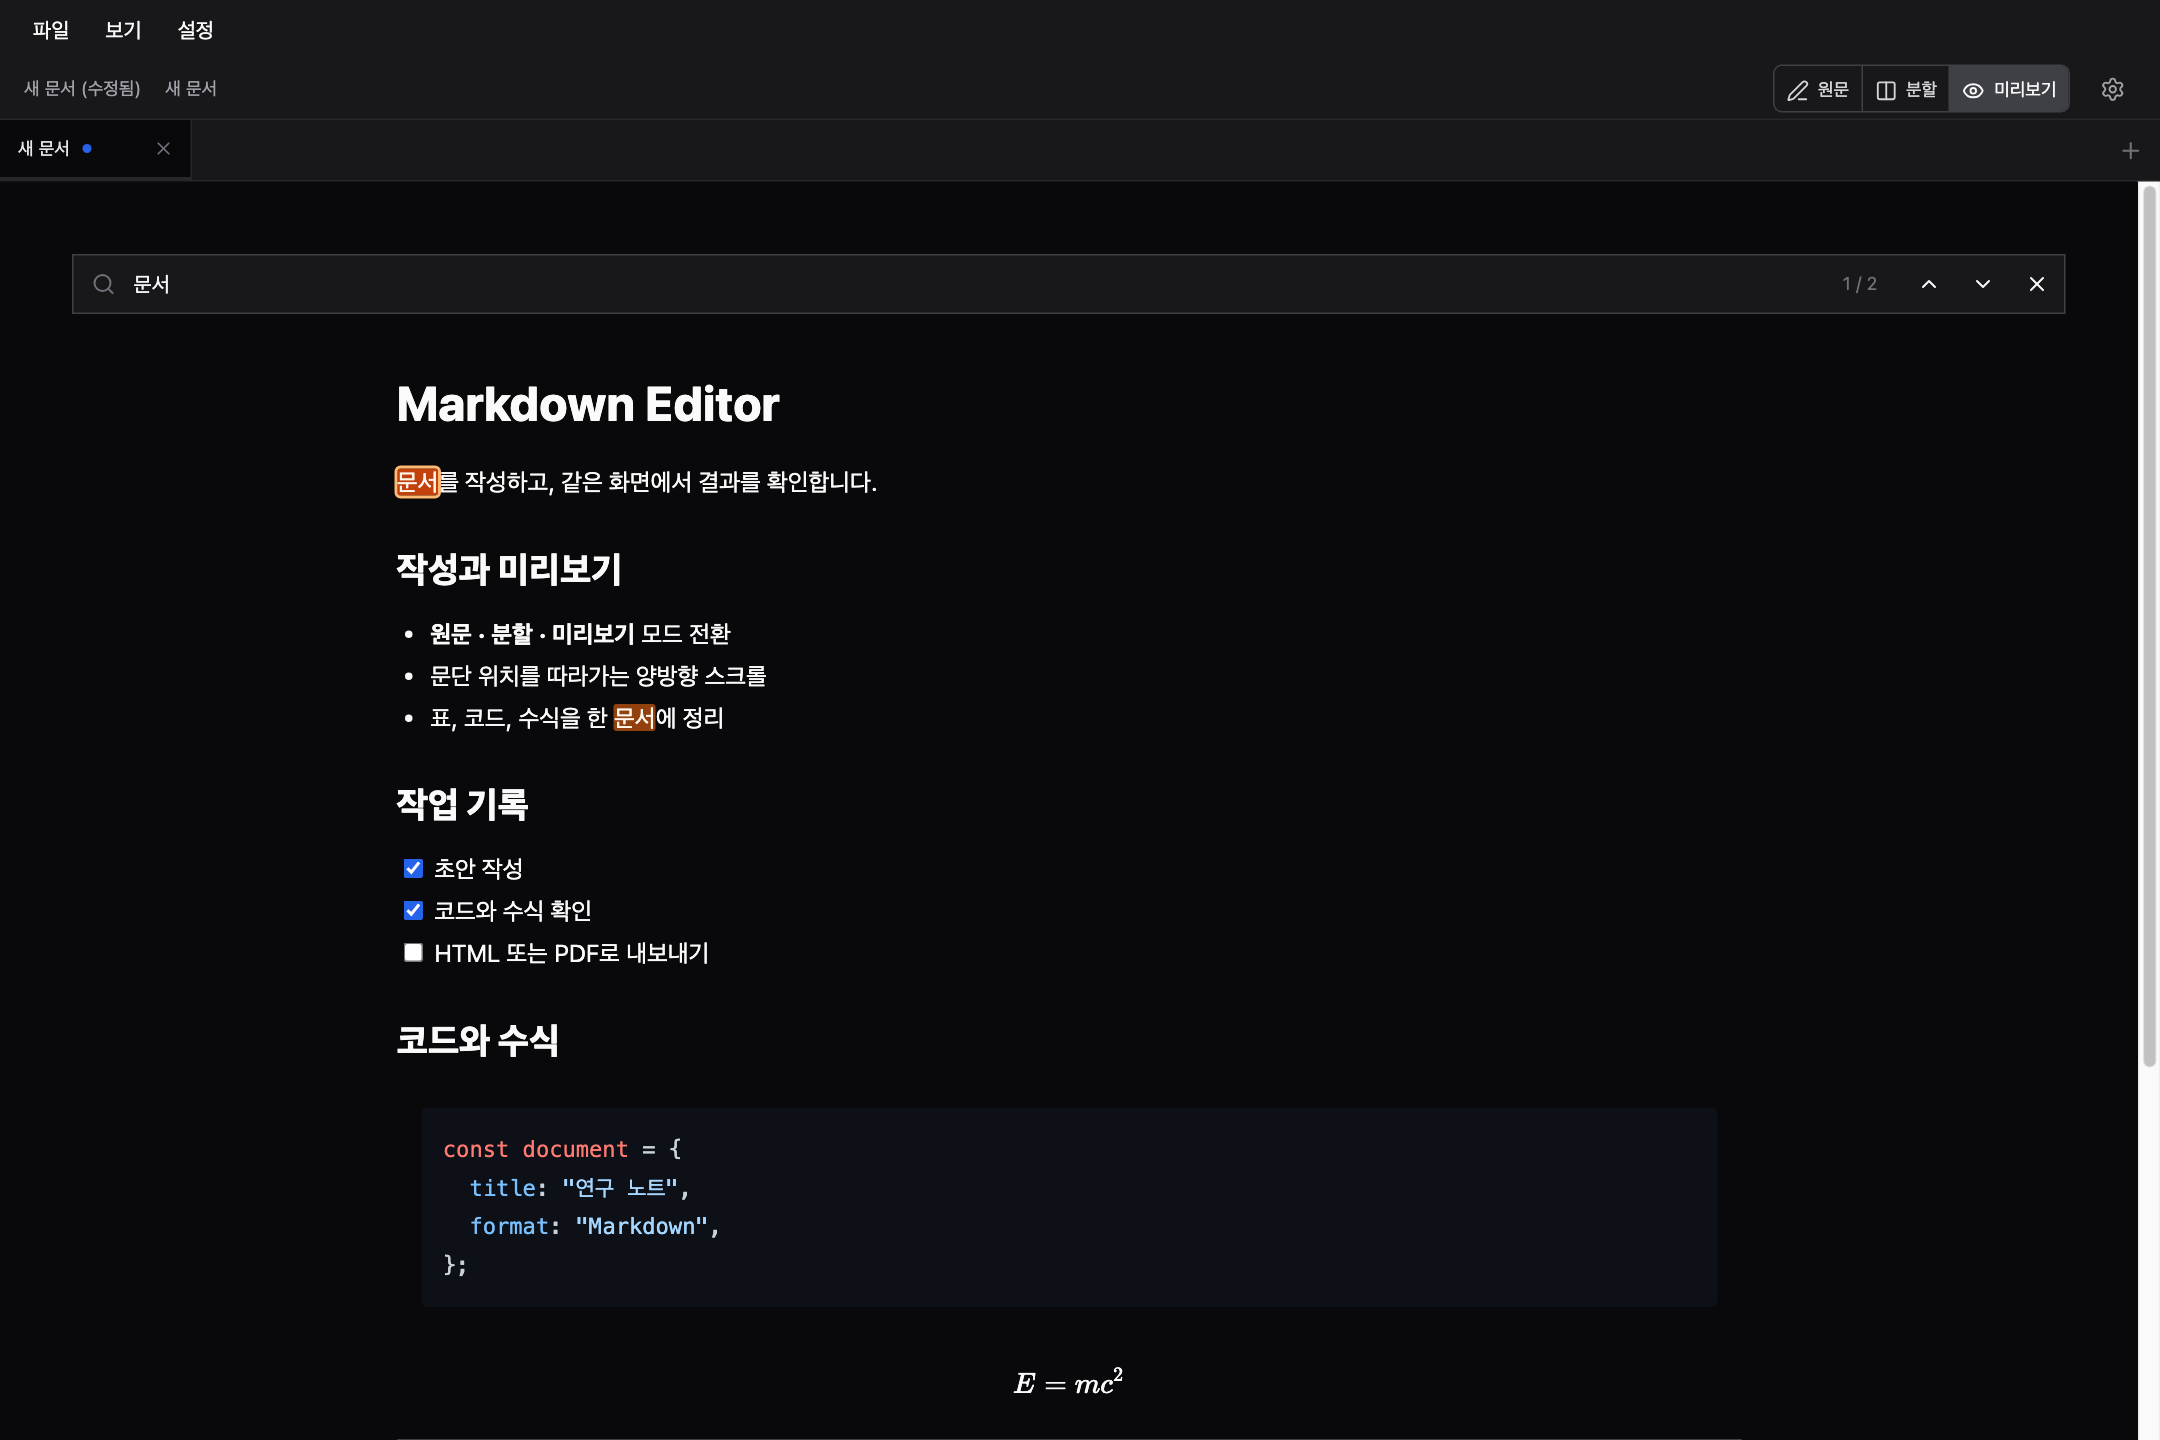 파일 보기 설정
새 문서 (수정됨) 새 문서 원문 분할 미리보기
새 문서
문서 1 / 2
Markdown Editor
문서를 작성하고, 같은 화면에서 결과를 확인합니다.
작성과 미리보기
• 원문 · 분할 · 미리보기 모드 전환
• 문단 위치를 따라가는 양방향 스크롤
• 표, 코드, 수식을 한 문서에 정리
작업 기록
초안 작성
코드와 수식 확인
HTML 또는 PDF로 내보내기
코드와 수식
const document = {
  title: "연구 노트",
  format: "Markdown",
};
E = mc²